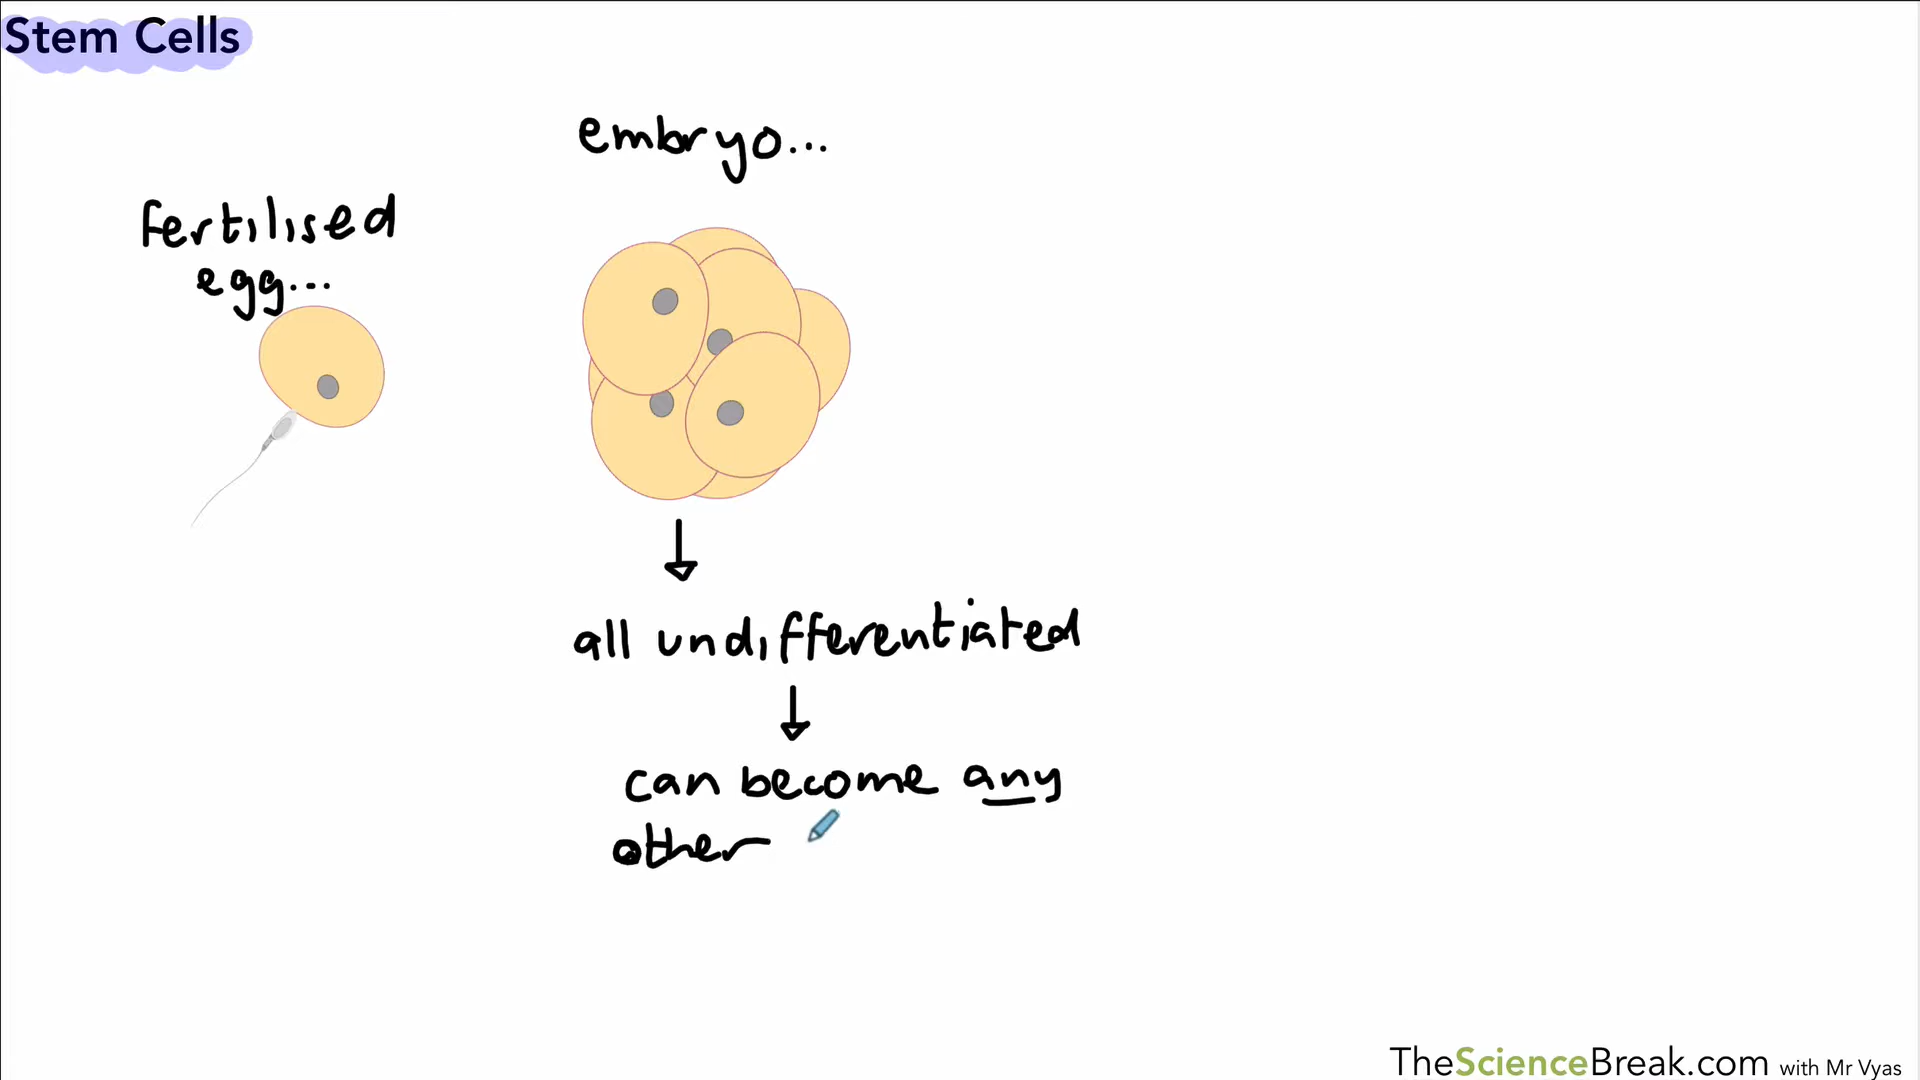 Stem Cells
embryo...
fertilised
egg...
all undifferentiated
can become any
other
TheScienceBreak.com with Mr Vyas